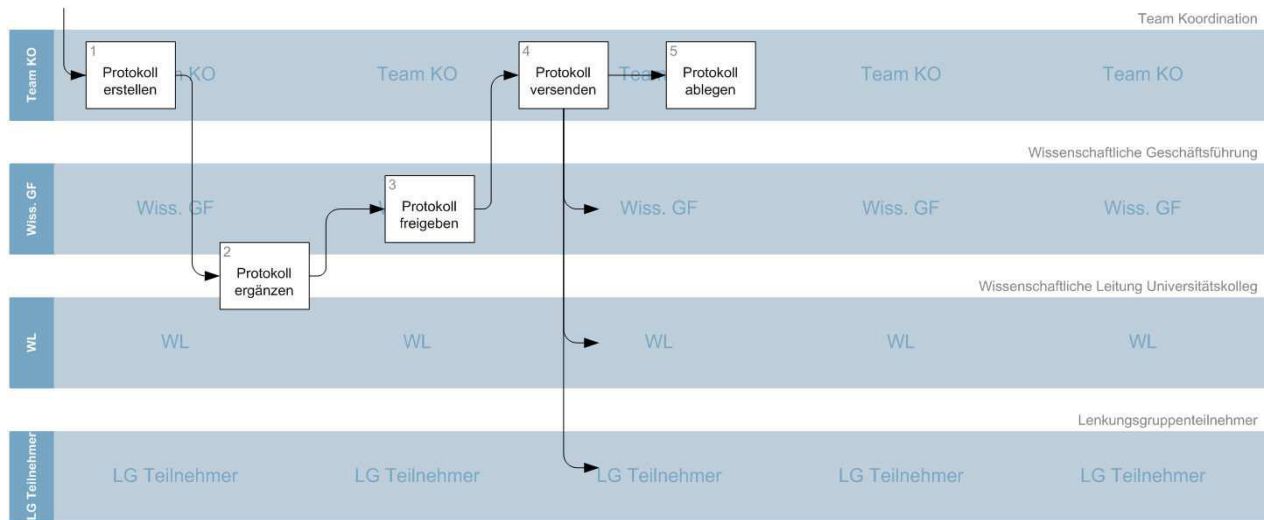 Team Koordination
Team KO
1
Protokoll
erstellen
m KO
Team KO
4
Protokoll
versenden
Team
5
Protokoll
ablegen
Team KO
Team KO
Wissenschaftliche Geschäftsführung
Wiss. GF
Wiss. GF
3
Protokoll
freigeben
Wiss. GF
Wiss. GF
Wiss. GF
2
Protokoll
ergänzen
Wissenschaftliche Leitung Universitätskolleg
WL
WL
WL
WL
WL
WL
Lenkungsgruppenteilnehmer
LG Teilnehmer
LG Teilnehmer
LG Teilnehmer
LG Teilnehmer
LG Teilnehmer
LG Teilnehmer